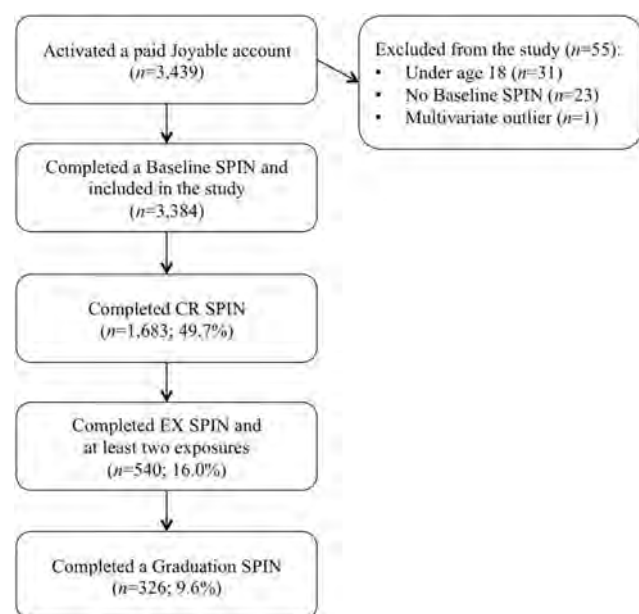 Activated a paid Joyable account
(n=3,439)
Excluded from the study (n=55):
• Under age 18 (n=31)
• No Baseline SPIN (n=23)
• Multivariate outlier (n=1)
Completed a Baseline SPIN and
included in the study
(n=3,384)
Completed CR SPIN
(n=1,683; 49.7%)
Completed EX SPIN and
at least two exposures
(n=540; 16.0%)
Completed a Graduation SPIN
(n=326; 9.6%)